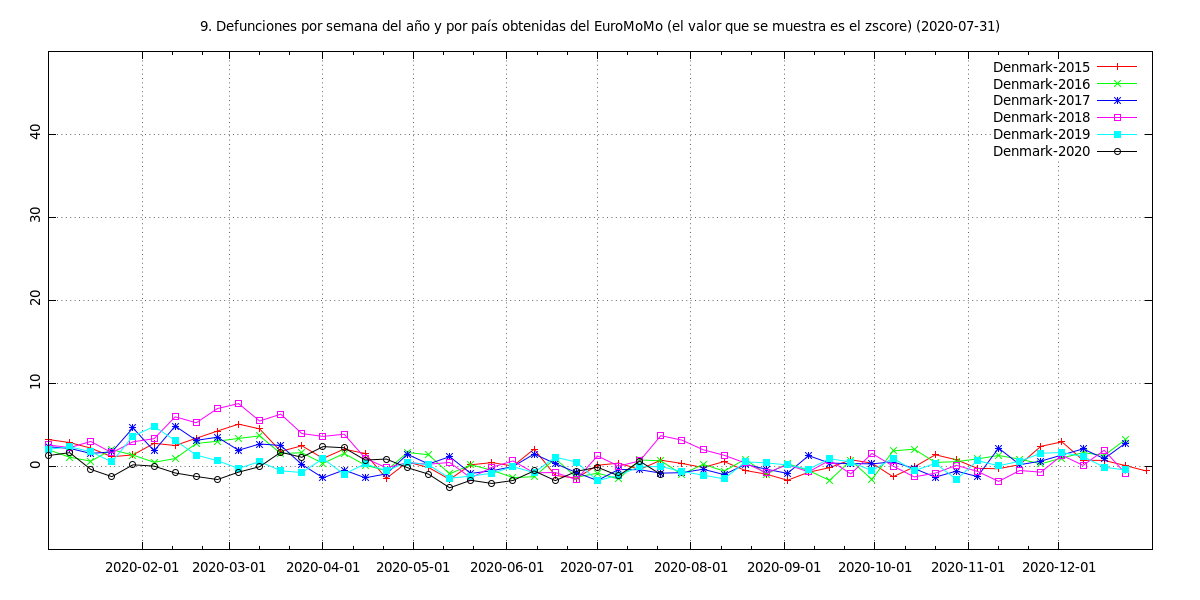 9. Defunciones por semana del año y por país obtenidas del EuroMoMo (el valor que se muestra es el zscore) (2020-07-31)
Denmark-2015
Denmark-2016
Denmark-2017
Denmark-2018
Denmark-2019
Denmark-2020
40
30
20
10
0
2020-02-01 2020-03-01 2020-04-01 2020-05-01 2020-06-01 2020-07-01 2020-08-01 2020-09-01 2020-10-01 2020-11-01 2020-12-01